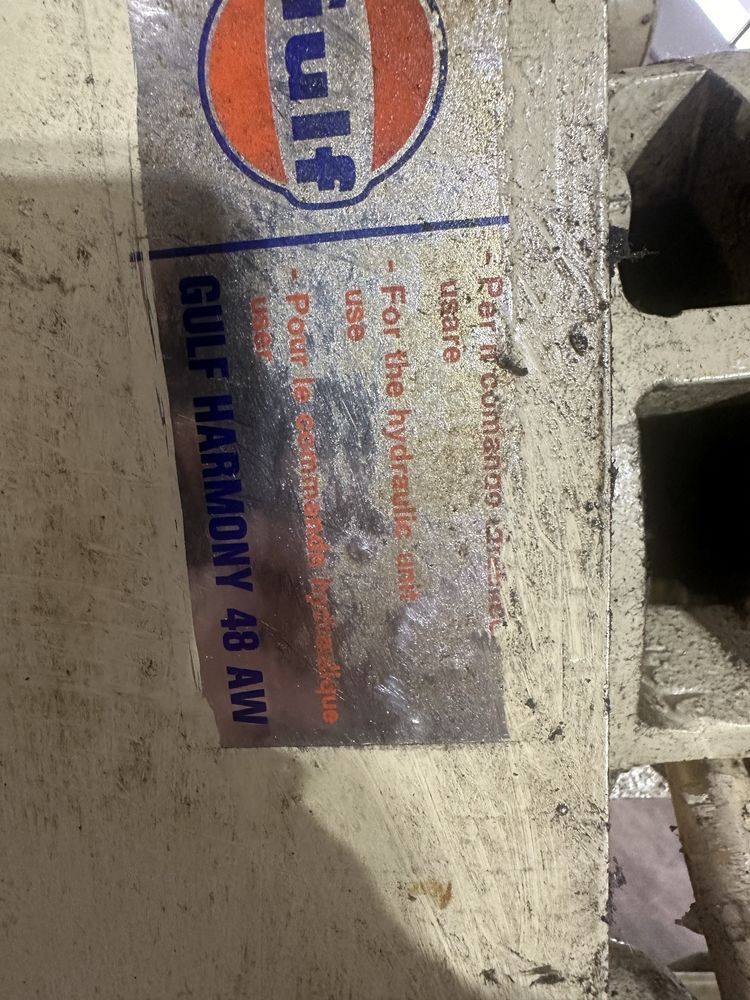 Gulf
- Per il comando
usare
- For the hydraulic unit
use
- Pour le commande hydraulique
user
GULF HARMONY 48 AW